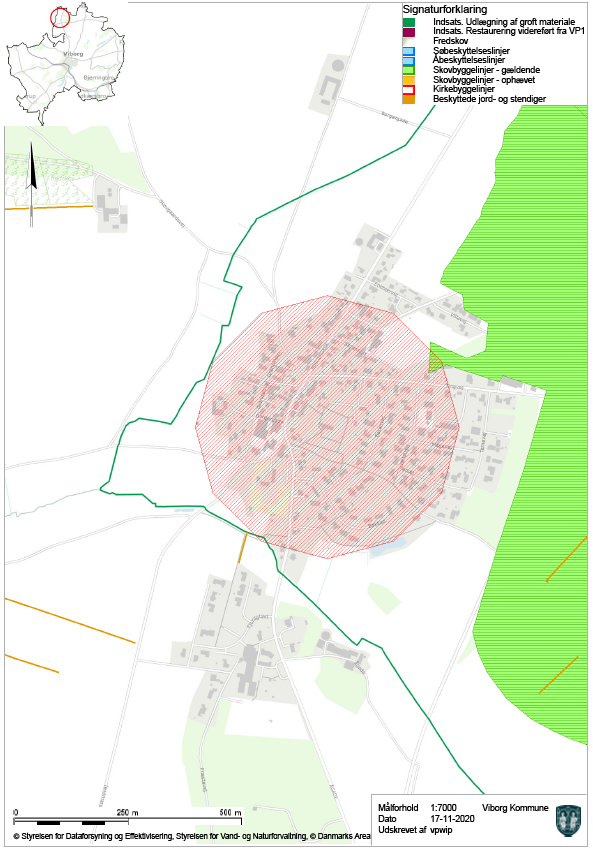 Signaturforklaring
Indsats. Udlægning af groft materiale
Indsats. Restaurering videreført fra VP1
Fredskov
Søbeskyttelseslinjer
Åbeskyttelseslinjer
Skovbyggelinjer - gældende
Skovbyggelinjer - ophævet
Kirkebyggelinjer
Beskyttede jord- og stendiger
Viborg
Bjerringbro
0
250 m
500 m
Målforhold 1:7000 Viborg Kommune
Dato 17-11-2020
Udskrevet af vpwip
© Styrelsen for Dataforsyning og Effektivisering, Styrelsen for Vand- og Naturforvaltning, © Danmarks Area